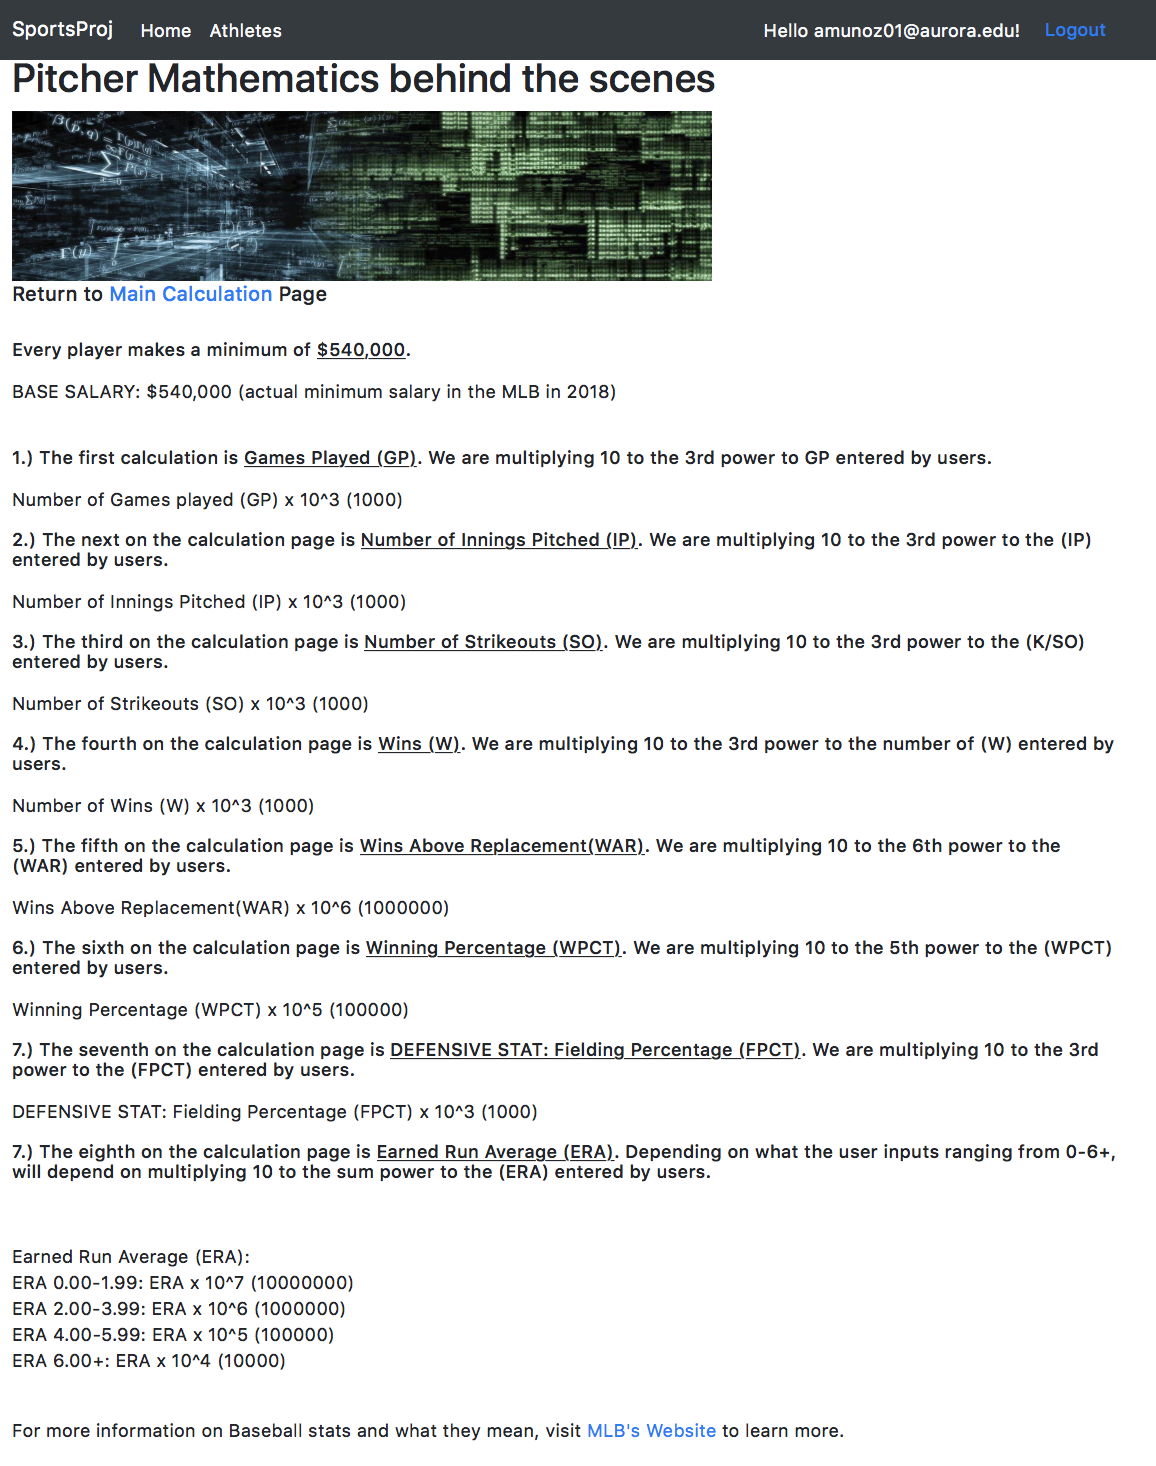 SportsProj Home Athletes Hello amunoz01@aurora.edu! Logout
Pitcher Mathematics behind the scenes
Return to Main Calculation Page
Every player makes a minimum of $540,000.
BASE SALARY: $540,000 (actual minimum salary in the MLB in 2018)
1.) The first calculation is Games Played (GP). We are multiplying 10 to the 3rd power to GP entered by users.
Number of Games played (GP) x 10^3 (1000)
2.) The next on the calculation page is Number of Innings Pitched (IP). We are multiplying 10 to the 3rd power to the (IP)
entered by users.
Number of Innings Pitched (IP) x 10^3 (1000)
3.) The third on the calculation page is Number of Strikeouts (SO). We are multiplying 10 to the 3rd power to the (K/SO)
entered by users.
Number of Strikeouts (SO) x 10^3 (1000)
4.) The fourth on the calculation page is Wins (W). We are multiplying 10 to the 3rd power to the number of (W) entered by
users.
Number of Wins (W) x 10^3 (1000)
5.) The fifth on the calculation page is Wins Above Replacement(WAR). We are multiplying 10 to the 6th power to the
(WAR) entered by users.
Wins Above Replacement(WAR) x 10^6 (1000000)
6.) The sixth on the calculation page is Winning Percentage (WPCT). We are multiplying 10 to the 5th power to the (WPCT)
entered by users.
Winning Percentage (WPCT) x 10^5 (100000)
7.) The seventh on the calculation page is DEFENSIVE STAT: Fielding Percentage (FPCT). We are multiplying 10 to the 3rd
power to the (FPCT) entered by users.
DEFENSIVE STAT: Fielding Percentage (FPCT) x 10^3 (1000)
7.) The eighth on the calculation page is Earned Run Average (ERA). Depending on what the user inputs ranging from 0-6+,
will depend on multiplying 10 to the sum power to the (ERA) entered by users.
Earned Run Average (ERA):
ERA 0.00-1.99: ERA x 10^7 (10000000)
ERA 2.00-3.99: ERA x 10^6 (1000000)
ERA 4.00-5.99: ERA x 10^5 (100000)
ERA 6.00+: ERA x 10^4 (10000)
For more information on Baseball stats and what they mean, visit MLB's Website to learn more.